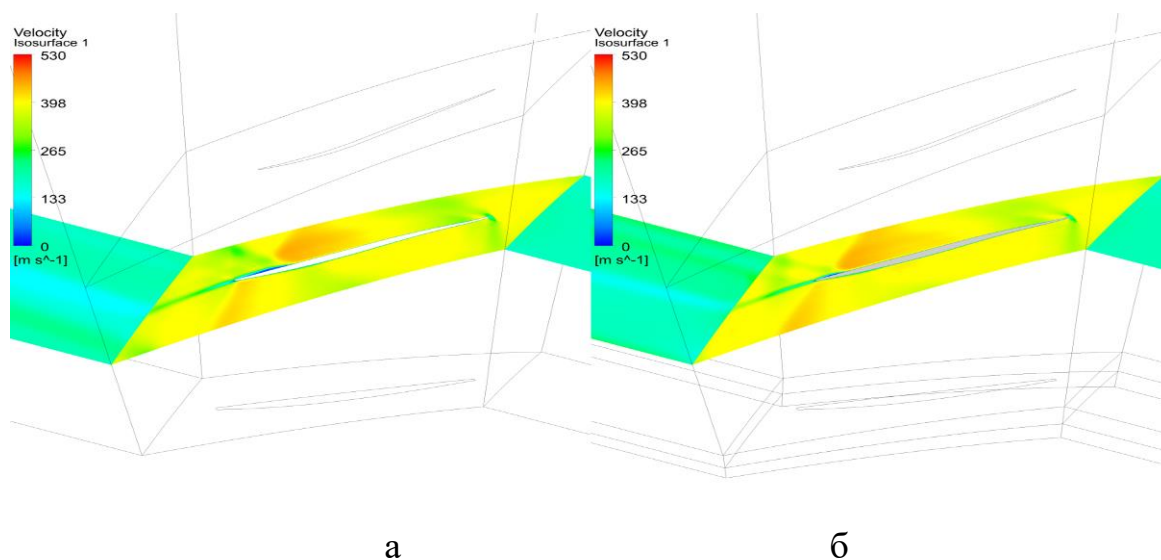 Velocity
Isosurface 1
530
398
265
133
0
[m s^-1]
Velocity
Isosurface 1
530
398
265
133
0
[m s^-1]
а
б